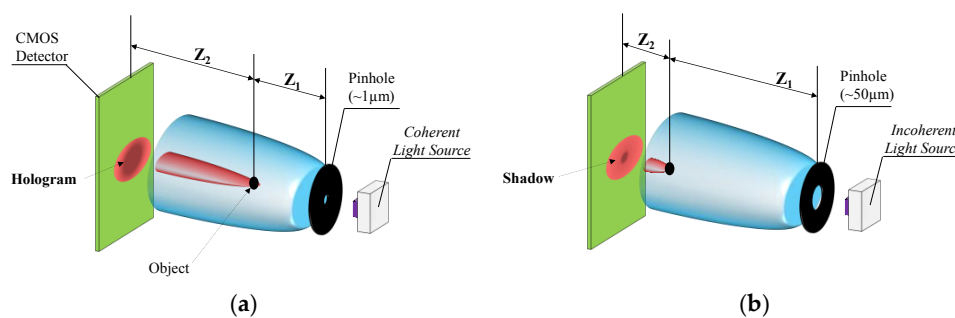 CMOS
Detector
Z2
Z1
Pinhole
(~1µm)
Coherent
Light Source
Hologram
Object
(a)
Z2
Z1
Pinhole
(~50µm)
Incoherent
Light Source
Shadow
(b)